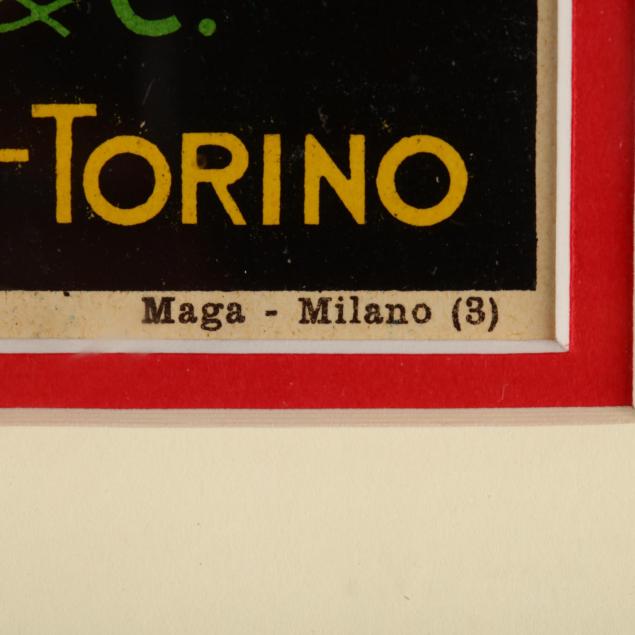 & C.
-TORINO
Maga - Milano (3)